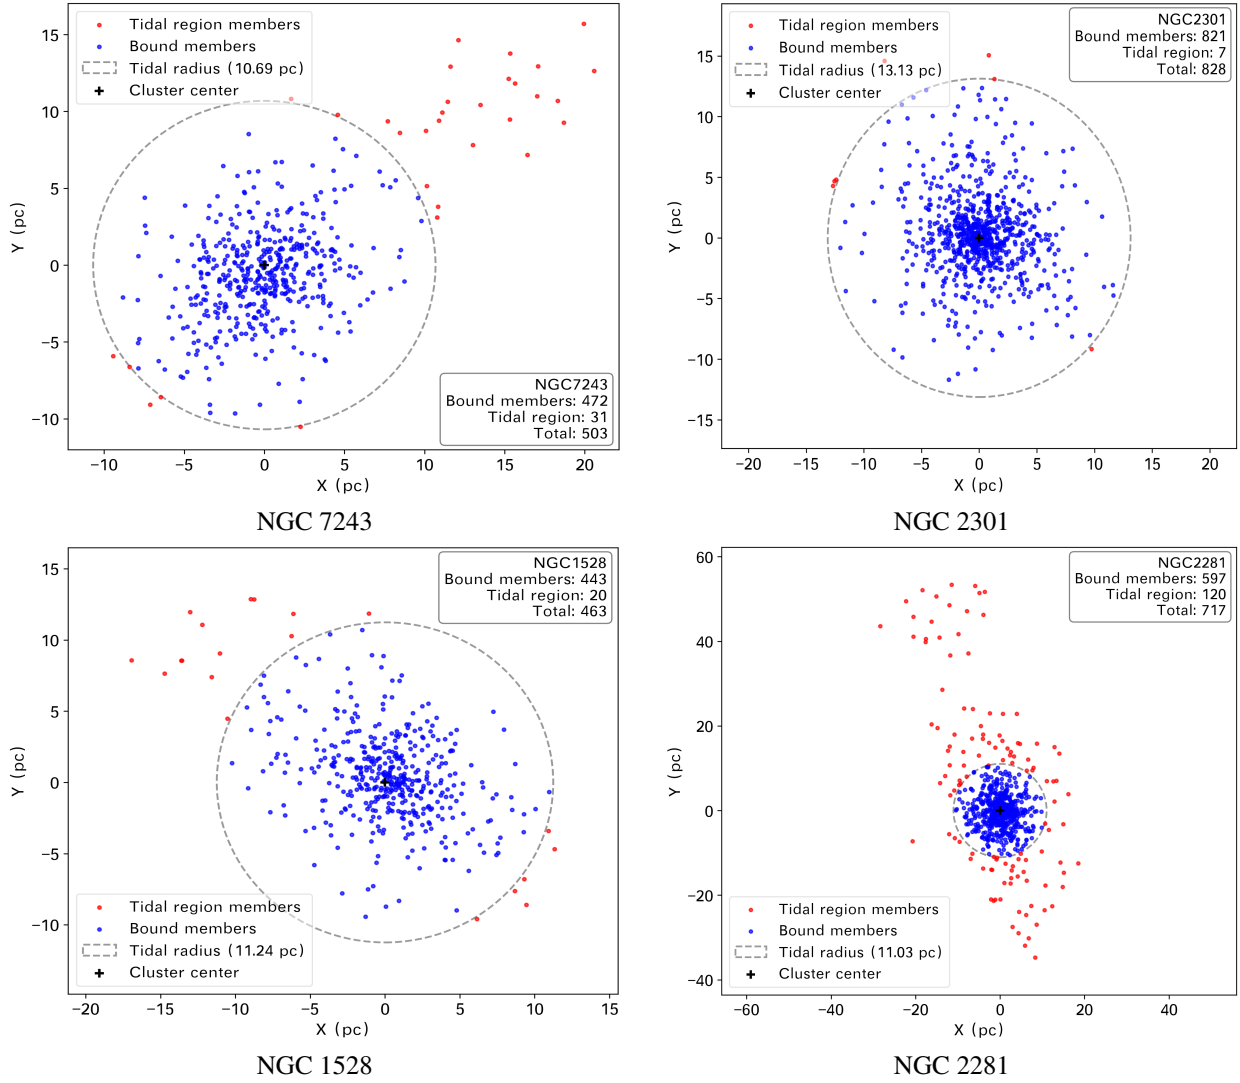 Tidal region members
Bound members
Tidal radius (10.69 pc)
Cluster center
NGC7243
Bound members: 472
Tidal region: 31
Total: 503
15
10
5
0
−5
−10
Y (pc)
−10
−5
0
5
10
15
20
X (pc)
NGC 7243
Tidal region members
Bound members
Tidal radius (13.13 pc)
Cluster center
NGC2301
Bound members: 821
Tidal region: 7
Total: 828
15
10
5
0
−5
−10
−15
Y (pc)
−20
−15
−10
−5
0
5
10
15
20
X (pc)
NGC 2301
NGC1528
Bound members: 443
Tidal region: 20
Total: 463
15
10
5
0
−5
−10
Y (pc)
Tidal region members
Bound members
Tidal radius (11.24 pc)
Cluster center
−20
−15
−10
−5
0
5
10
15
X (pc)
NGC 1528
NGC2281
Bound members: 597
Tidal region: 120
Total: 717
60
40
20
0
−20
−40
Y (pc)
Tidal region members
Bound members
Tidal radius (11.03 pc)
Cluster center
−60
−40
−20
0
20
40
X (pc)
NGC 2281